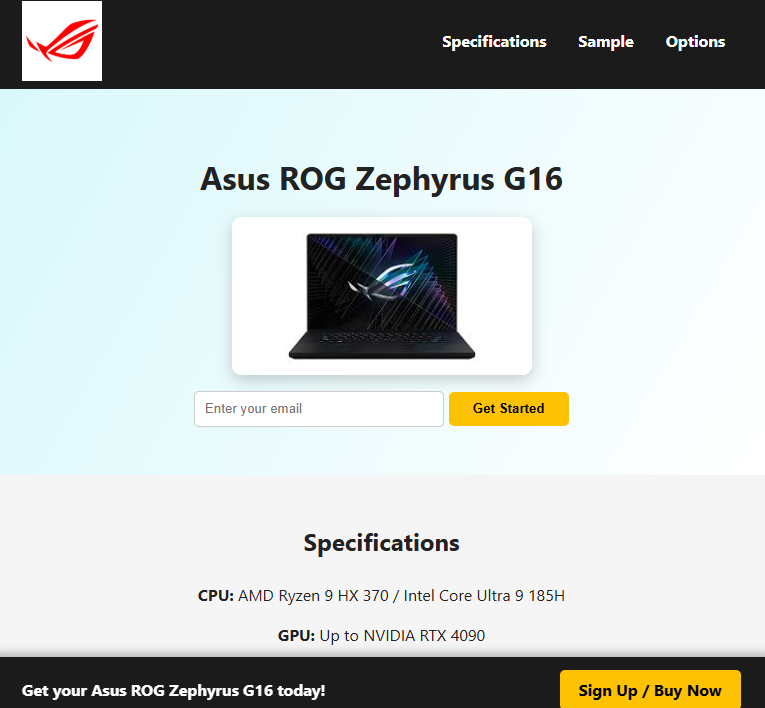 Specifications Sample Options
Asus ROG Zephyrus G16
Enter your email Get Started
Specifications
CPU: AMD Ryzen 9 HX 370 / Intel Core Ultra 9 185H
GPU: Up to NVIDIA RTX 4090
Get your Asus ROG Zephyrus G16 today! Sign Up / Buy Now